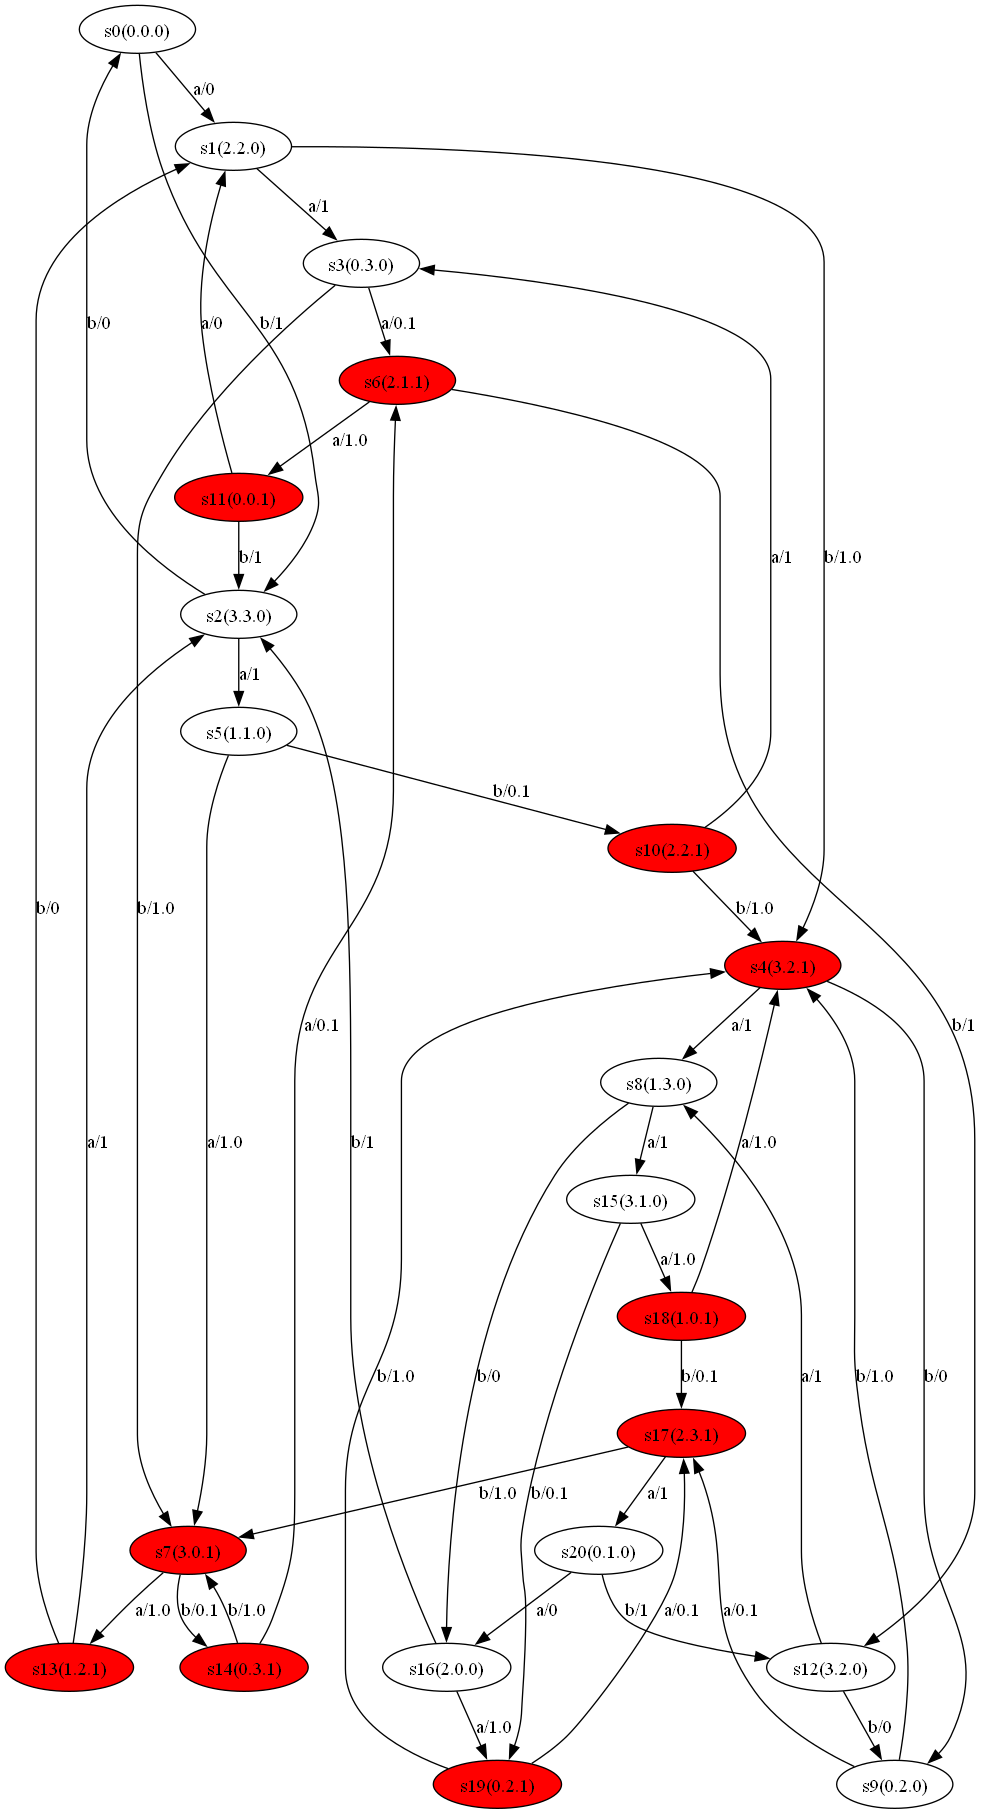 s0(0.0.0)
a/0
s1(2.2.0)
a/1
s3(0.3.0)
b/0
a/0
b/1
a/0.1
s6(2.1.1)
a/1.0
s11(0.0.1)
b/1
a/1
b/1.0
s2(3.3.0)
a/1
s5(1.1.0)
b/0.1
s10(2.2.1)
b/0
b/1.0
b/1.0
s4(3.2.1)
a/0.1
a/1
b/1
s8(1.3.0)
a/1
a/1.0
b/1
a/1
a/1.0
s15(3.1.0)
a/1.0
s18(1.0.1)
b/1.0
b/0
b/0.1
a/1
b/1.0
b/0
s17(2.3.1)
b/1.0
b/0.1
a/1
s7(3.0.1)
s20(0.1.0)
a/1.0
b/0.1
b/1.0
a/0
b/1
a/0.1
a/0.1
s13(1.2.1)
s14(0.3.1)
s16(2.0.0)
s12(3.2.0)
a/1.0
b/0
s19(0.2.1)
s9(0.2.0)